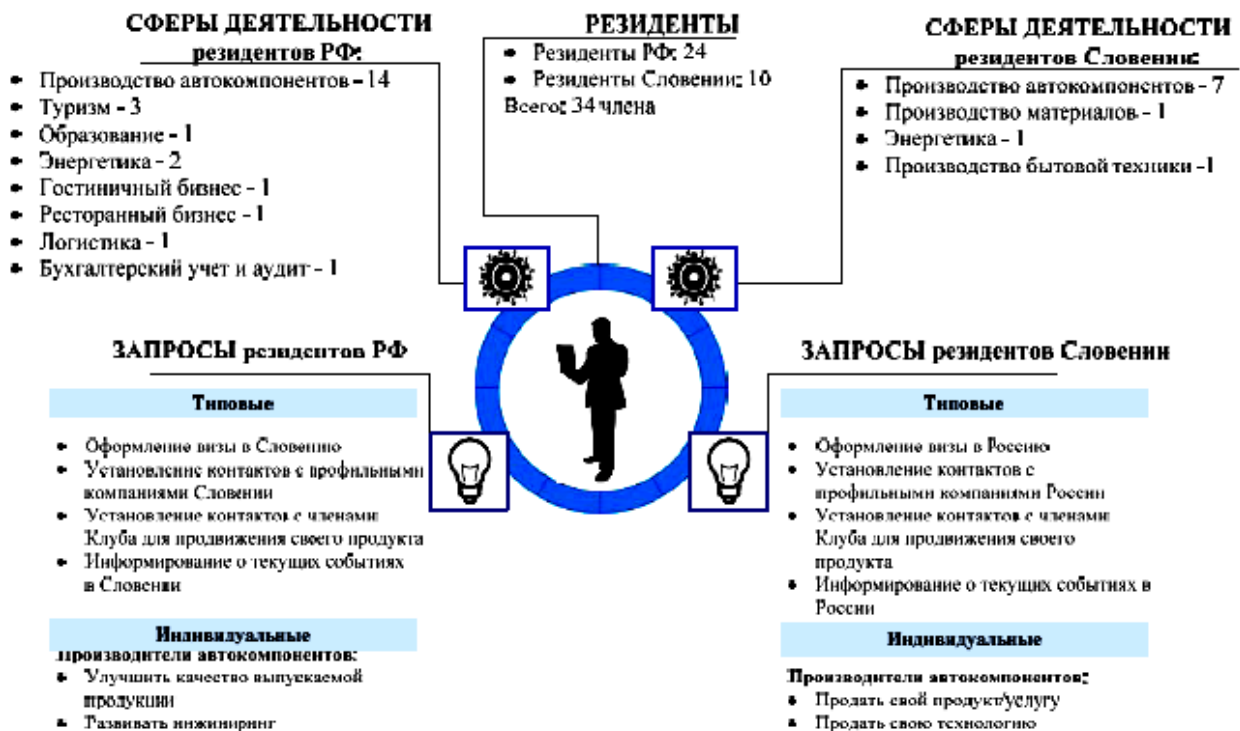 СФЕРЫ ДЕЯТЕЛЬНОСТИ
резидентов РФ:
• Производство автокомпонентов - 14
• Туризм - 3
• Образование - 1
• Энергетика - 2
• Гостиничный бизнес - 1
• Ресторанный бизнес - 1
• Логистика - 1
• Бухгалтерский учет и аудит - 1
РЕЗИДЕНТЫ
• Резиденты РФ: 24
• Резиденты Словении: 10
Всего: 34 члена
СФЕРЫ ДЕЯТЕЛЬНОСТИ
резидентов Словении:
• Производство автокомпонентов - 7
• Производство материалов - 1
• Энергетика - 1
• Производство бытовой техники -1
ЗАПРОСЫ резидентов РФ
Типовые
• Оформление визы в Словению
• Установление контактов с профильными
компаниями Словении
• Установление контактов с членами
Клуба для продвижения своего продукта
• Информирование о текущих событиях
в Словении
Индивидуальные
Производители автокомпонентов:
• Улучшить качество выпускаемой
продукции
• Развивать инжиниринг
ЗАПРОСЫ резидентов Словении
Типовые
• Оформление визы в Россию
• Установление контактов с
профильными компаниями России
• Установление контактов с членами
Клуба для продвижения своего
продукта
• Информирование о текущих событиях в
России
Индивидуальные
Производители автокомпонентов:
• Продать свой продукт/услугу
• Продать свою технологию